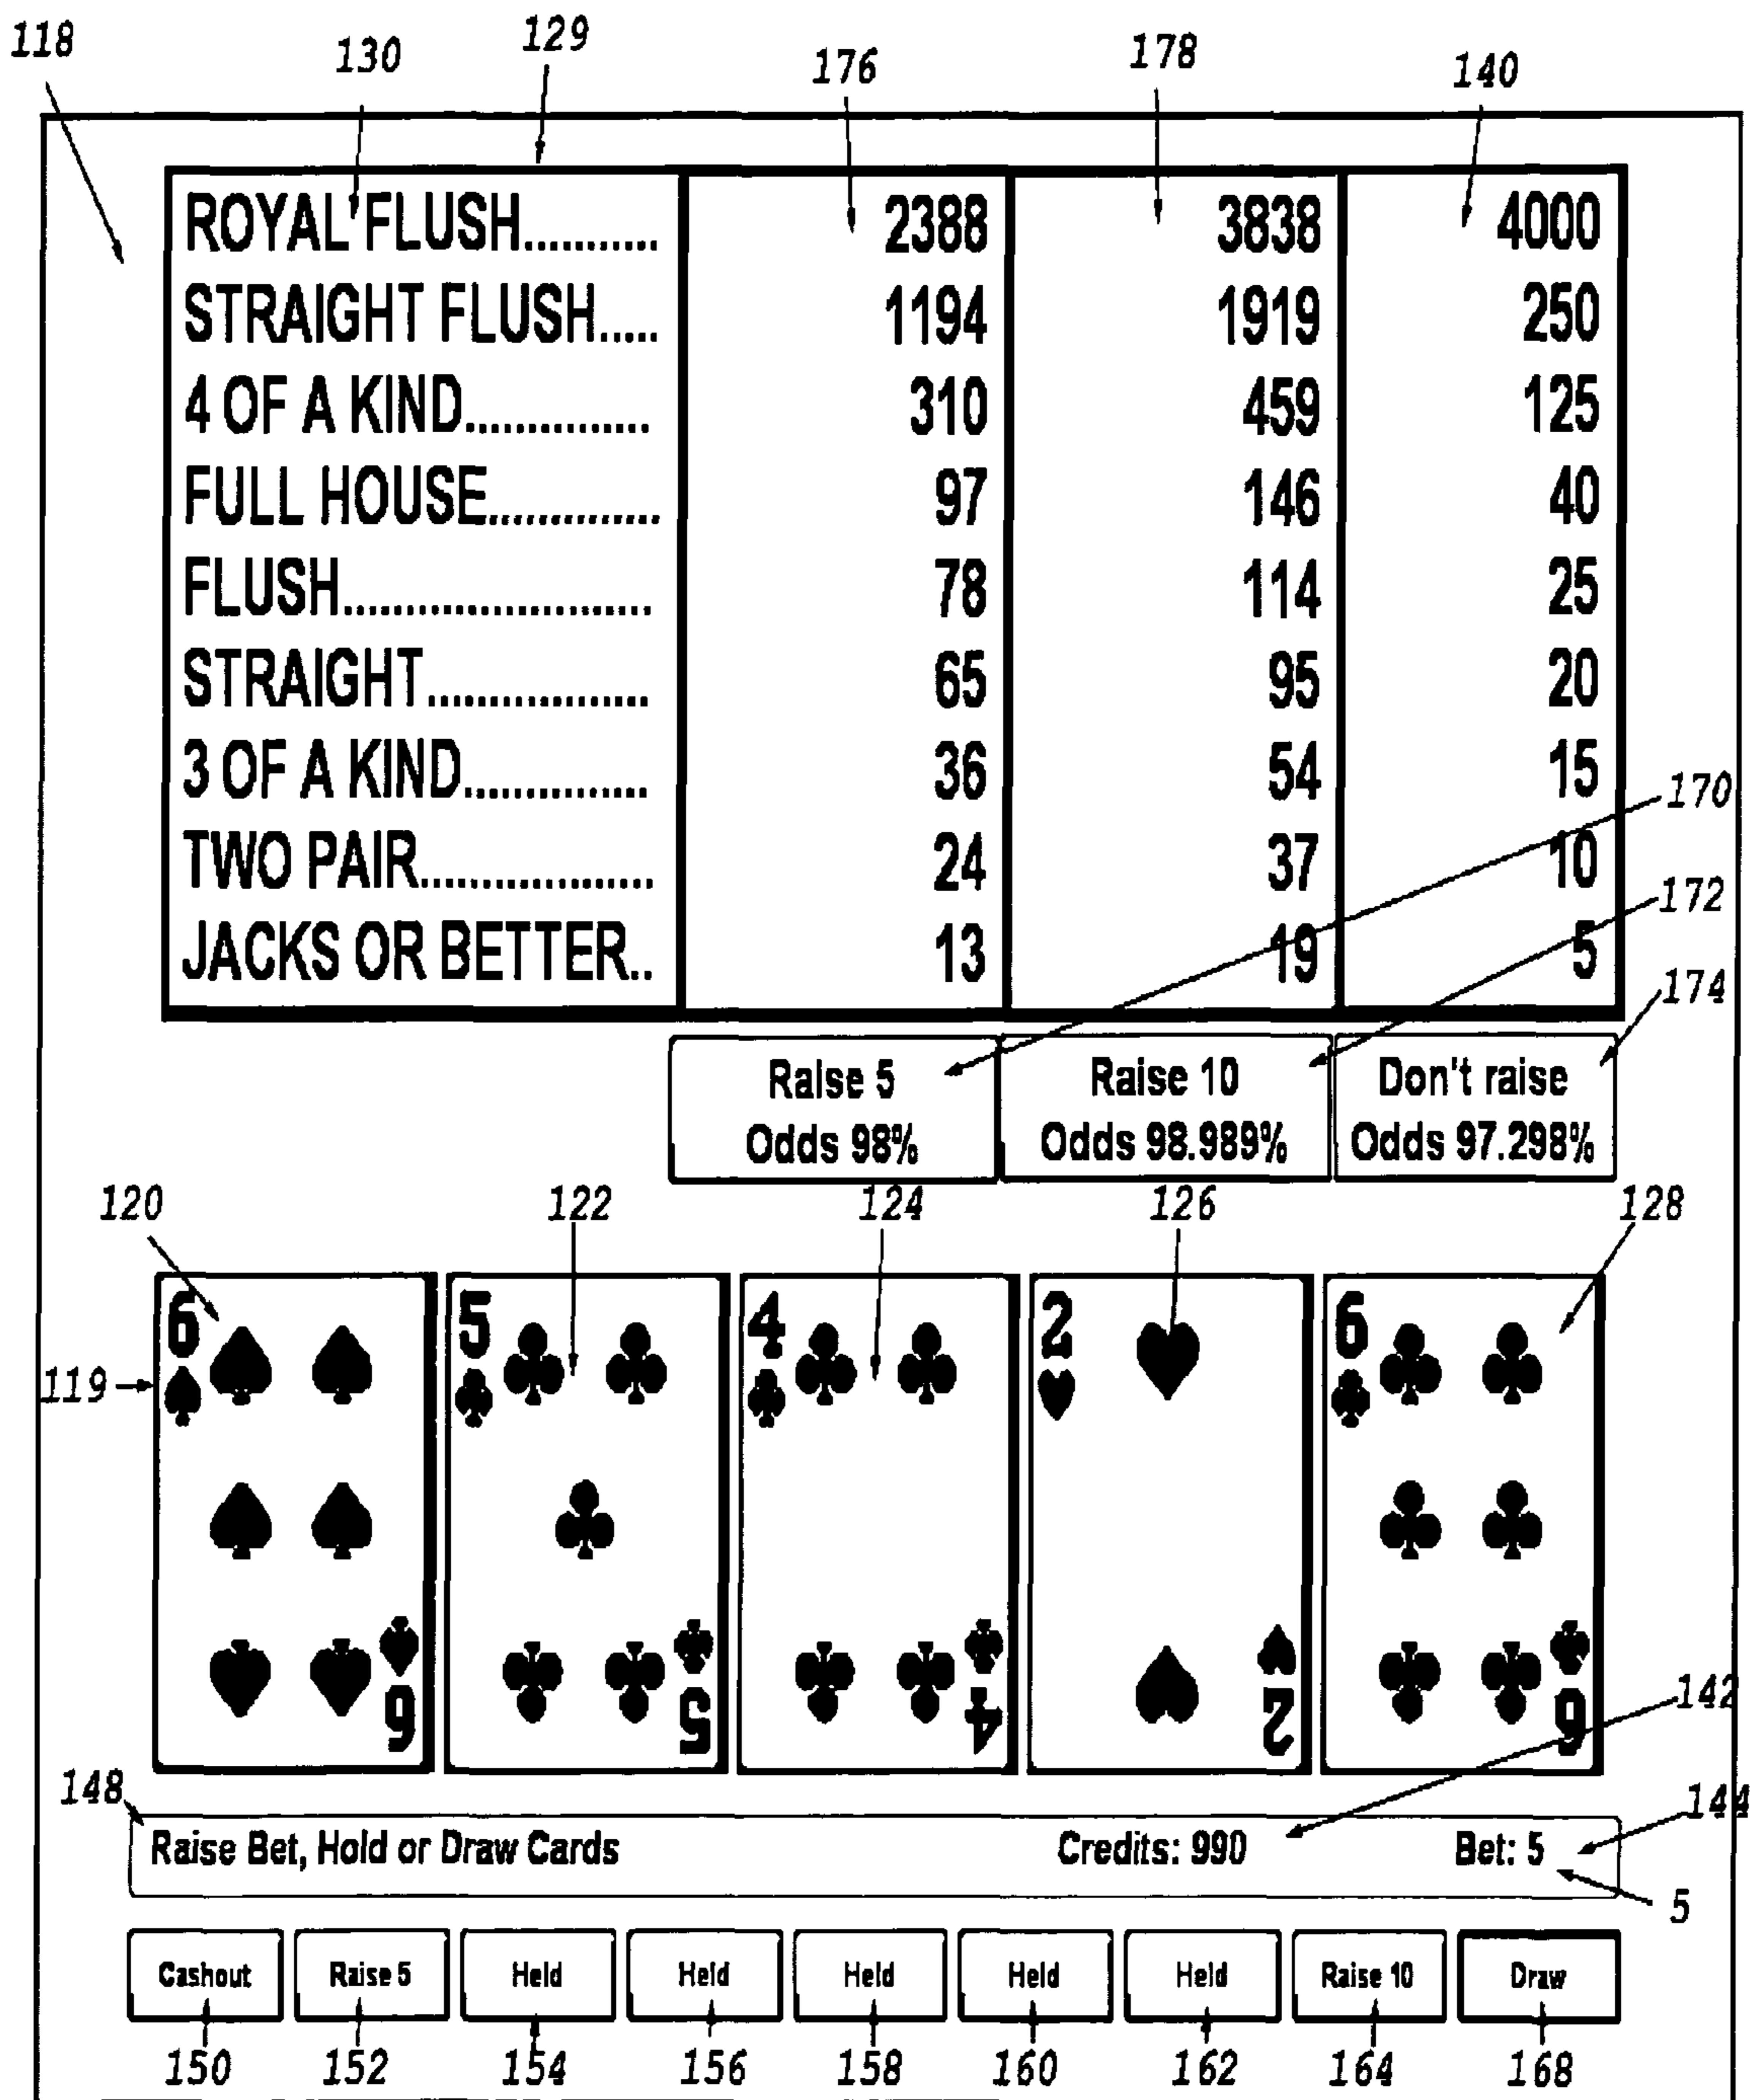 118 130 129 176 178 140
ROYAL FLUSH........... 2388 3838 4000
STRAIGHT FLUSH..... 1194 1919 250
4 OF A KIND............... 310 459 125
FULL HOUSE.............. 97 146 40
FLUSH......................... 78 114 25
STRAIGHT.................. 65 95 20
3 OF A KIND............... 36 54 15
170
TWO PAIR................... 24 37 10
172
JACKS OR BETTER.. 13 19 5
174
Raise 5 Raise 10 Don't raise
Odds 98% Odds 98.989% Odds 97.298%
120 122 124 126 128
6 5 4 2 6
119
6 5 4 2 6
142
148 144
Raise Bet, Hold or Draw Cards Credits: 990 Bet: 5
5
Cashout Raise 5 Held Held Held Held Held Raise 10 Draw
150 152 154 156 158 160 162 164 168